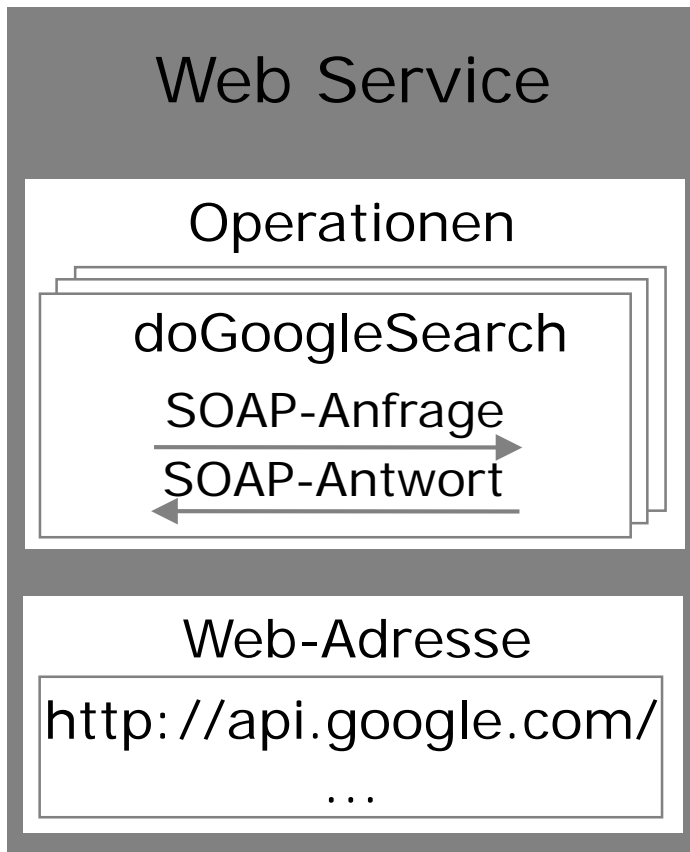 Web Service
Operationen
doGoogleSearch
SOAP-Anfrage
SOAP-Antwort
Web-Adresse
http://api.google.com/
...